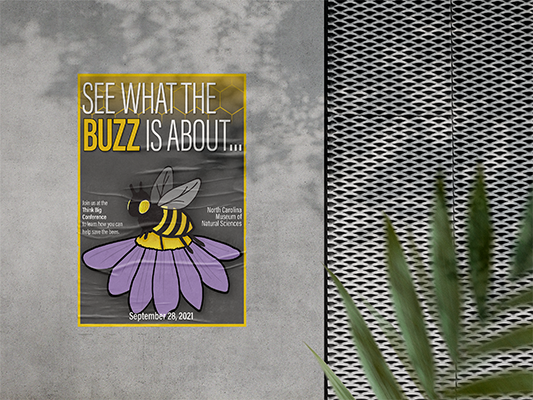 SEE WHAT THE
BUZZ IS ABOUT...
Join us at the
Think Big
Conference
to learn how you can
help save the bees.
North Carolina
Museum of
Natural Sciences
September 28, 2021